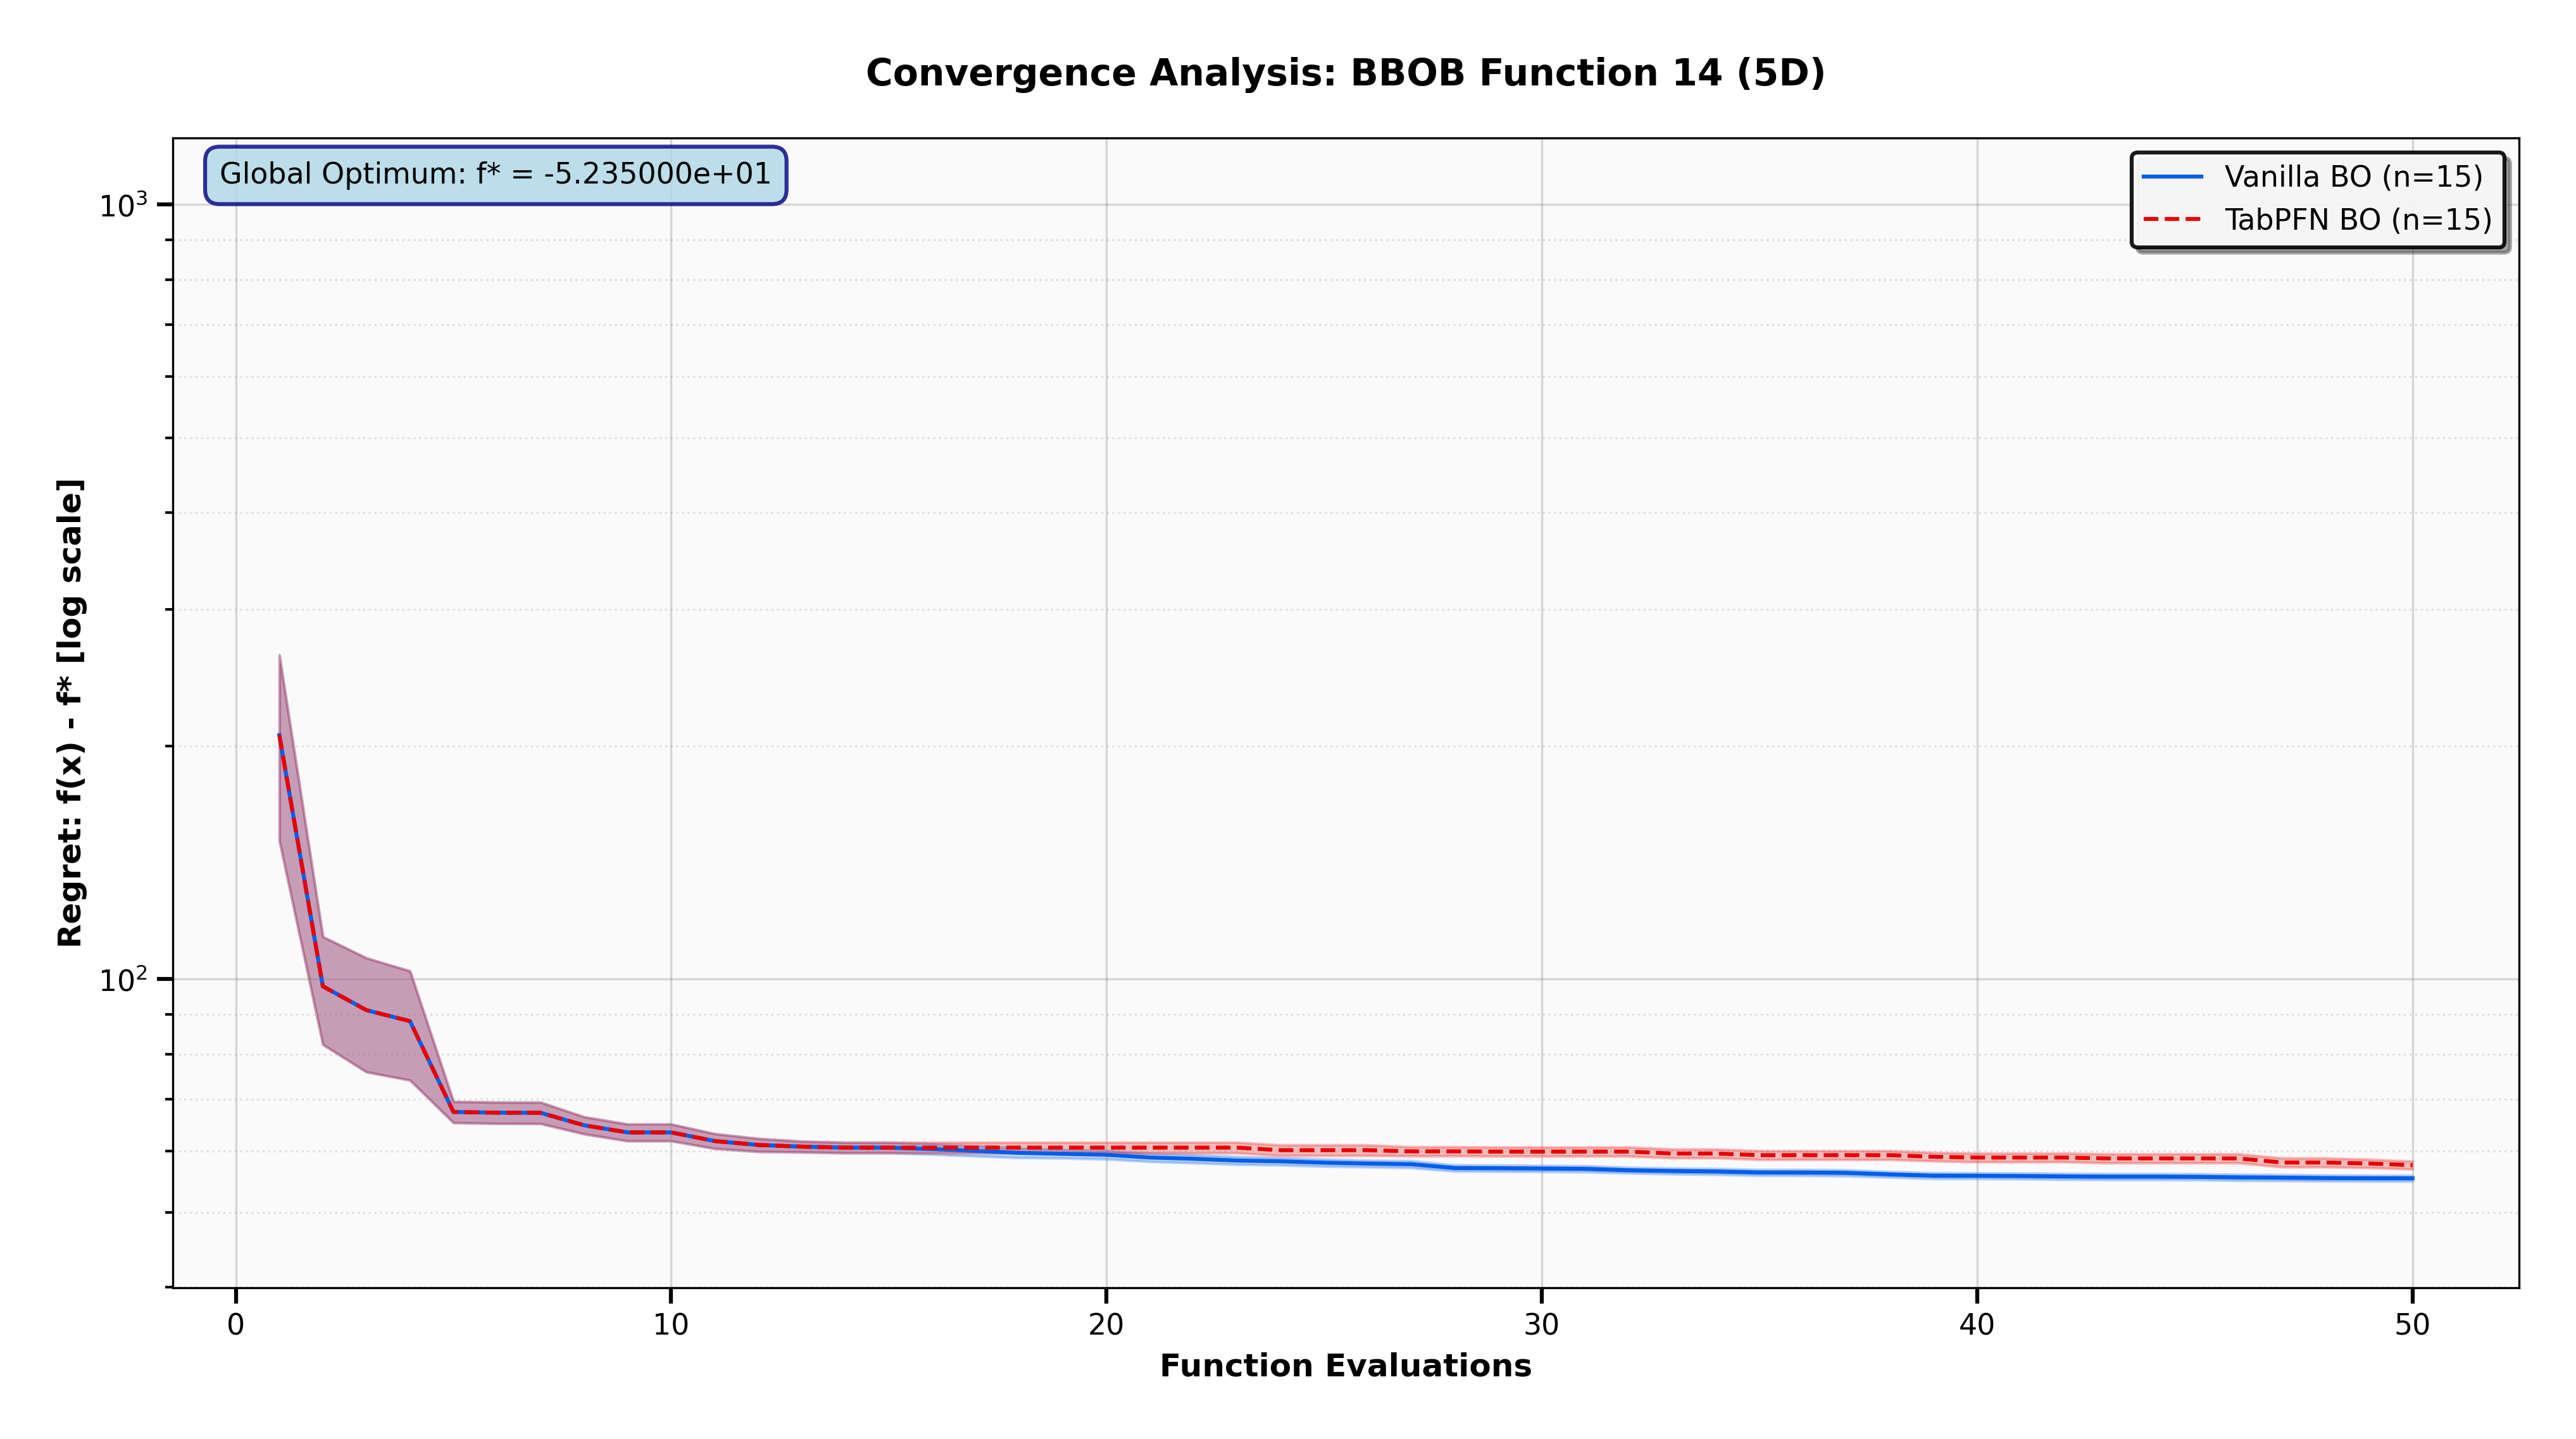 Convergence Analysis: BBOB Function 14 (5D)
Global Optimum: f* = -5.235000e+01
Vanilla BO (n=15)
TabPFN BO (n=15)
Regret: f(x) - f* [log scale]
10³
10²
0 10 20 30 40 50
Function Evaluations